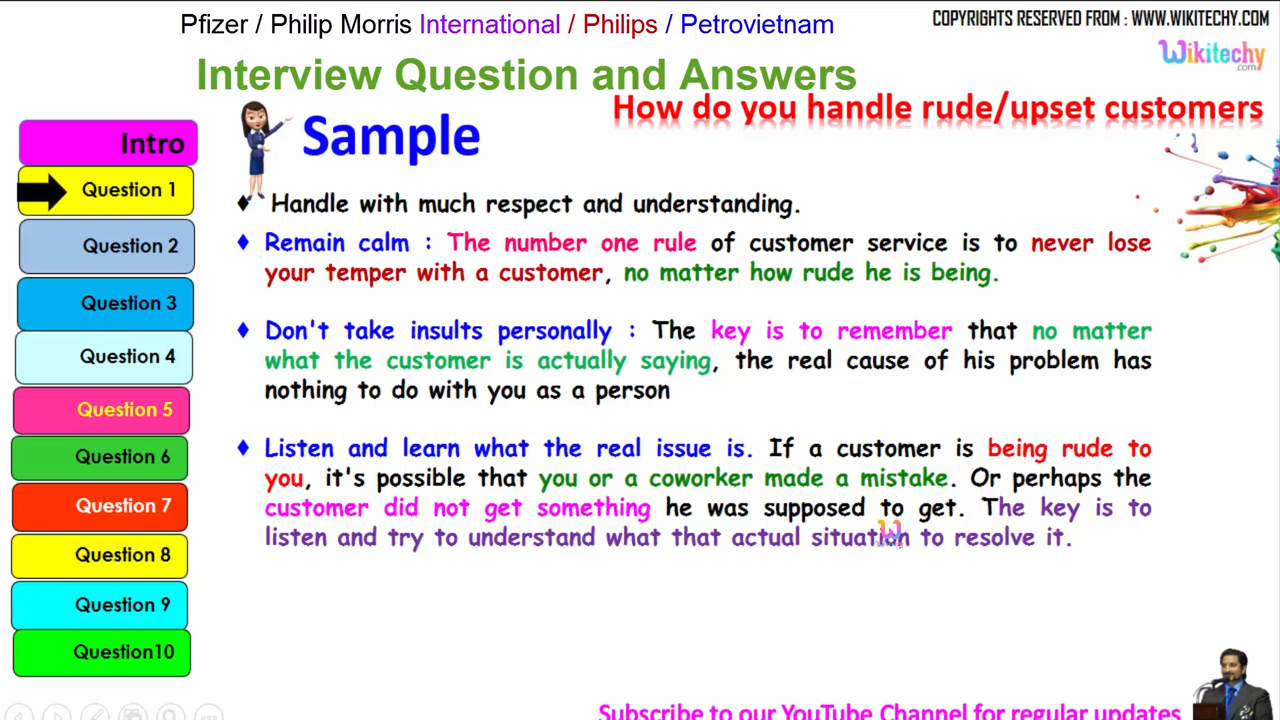 Pfizer / Philip Morris International / Philips / Petrovietnam
COPYRIGHTS RESERVED FROM : WWW.WIKITECHY.COM
Wikitechy
.com
Interview Question and Answers
How do you handle rude/upset customers
Sample
Intro
Question 1
Question 2
Question 3
Question 4
Question 5
Question 6
Question 7
Question 8
Question 9
Question10
♦ Handle with much respect and understanding.
♦ Remain calm : The number one rule of customer service is to never lose
your temper with a customer, no matter how rude he is being.
♦ Don't take insults personally : The key is to remember that no matter
what the customer is actually saying, the real cause of his problem has
nothing to do with you as a person
♦ Listen and learn what the real issue is. If a customer is being rude to
you, it's possible that you or a coworker made a mistake. Or perhaps the
customer did not get something he was supposed to get. The key is to
listen and try to understand what that actual situation to resolve it.
Subscribe to our YouTube Channel for regular updates